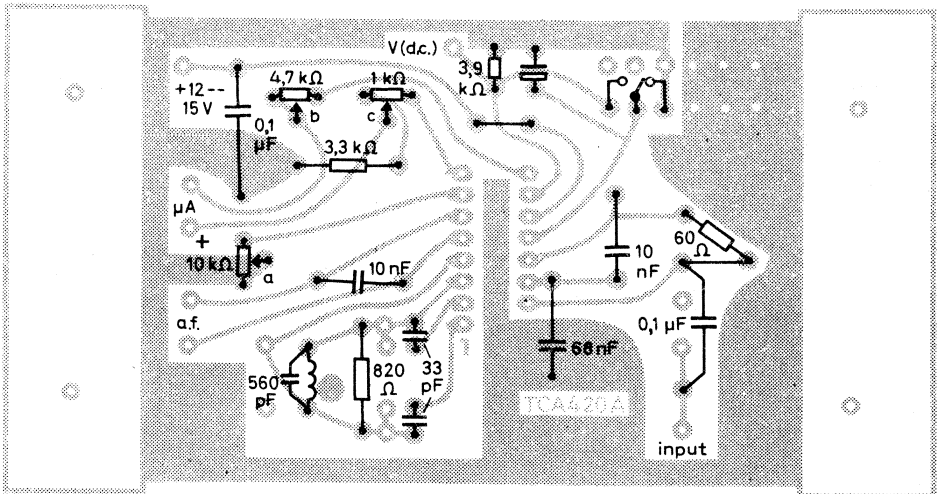 V(d.c.)
+12--
15 V
0,1
µF
4,7 kΩ
b
1 kΩ
c
3,9
kΩ
3,3 kΩ
µA
+
10 kΩ
a
10 nF
10
nF
60
Ω
a.f.
1
560
pF
820
Ω
33
pF
68 nF
0,1 µF
TCA420A
input